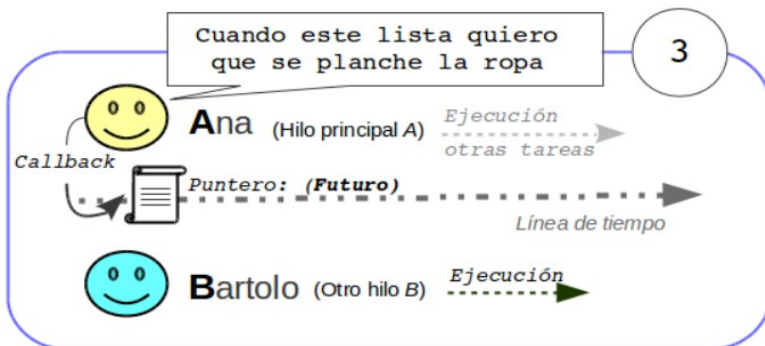 Cuando este lista quiero
que se planche la ropa
3
Ana (Hilo principal A)
Ejecución
otras tareas
Callback
Puntero: (Futuro)
Línea de tiempo
Bartolo (Otro hilo B)
Ejecución